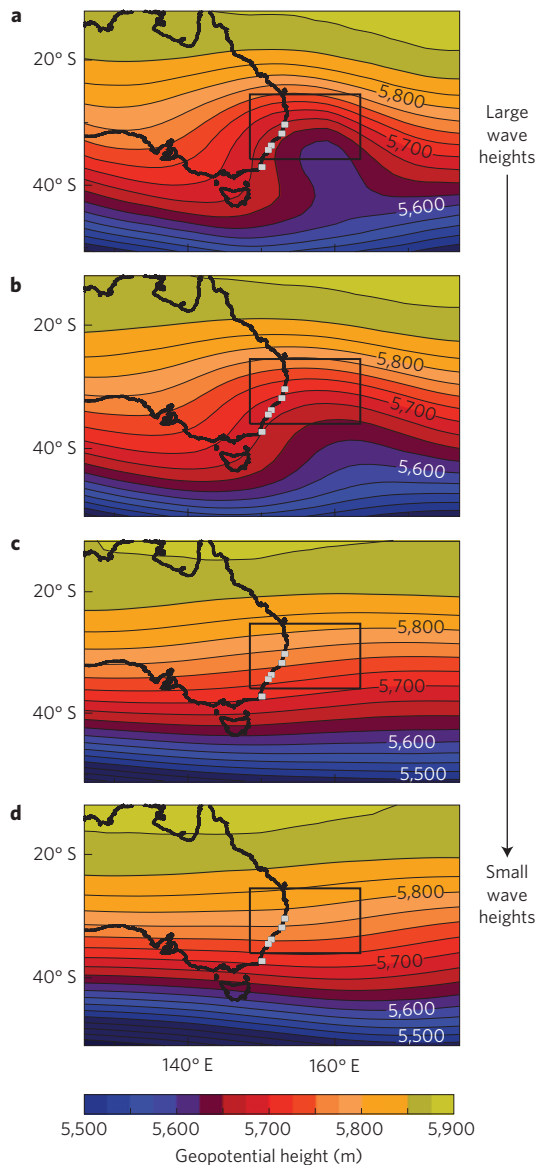 a
20° S
40° S
5,800
5,700
5,600
Large
wave
heights
b
20° S
40° S
5,800
5,700
5,600
c
20° S
40° S
5,800
5,700
5,600
5,500
d
20° S
40° S
5,800
5,700
5,600
5,500
Small
wave
heights
140° E 160° E
5,500 5,600 5,700 5,800 5,900
Geopotential height (m)